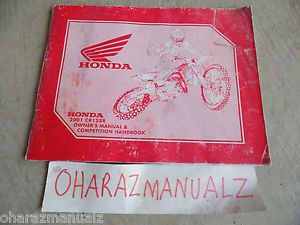 HONDA
HONDA
2001 CR125R
OWNER'S MANUAL &
COMPETITION HANDBOOK
OHARAZMANUALZ
oharazmanualz